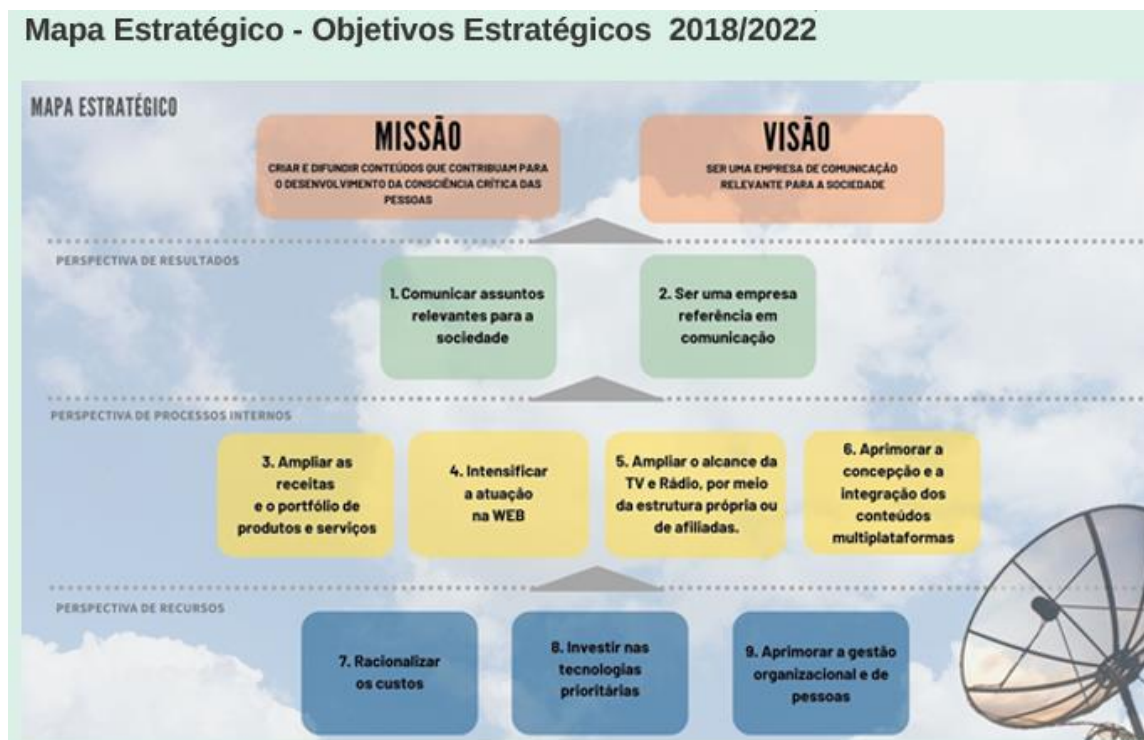 Mapa Estratégico - Objetivos Estratégicos 2018/2022
MAPA ESTRATÉGICO
MISSÃO
CRIAR E DIFUNDIR CONTEÚDOS QUE CONTRIBUAM PARA
O DESENVOLVIMENTO DA CONSCIÊNCIA CRÍTICA DAS
PESSOAS
VISÃO
SER UMA EMPRESA DE COMUNICAÇÃO
RELEVANTE PARA A SOCIEDADE
PERSPECTIVA DE RESULTADOS
1. Comunicar assuntos
relevantes para a
sociedade
2. Ser uma empresa
referência em
comunicação
PERSPECTIVA DE PROCESSOS INTERNOS
3. Ampliar as
receitas
e o portfólio de
produtos e serviços
4. Intensificar
a atuação
na WEB
5. Ampliar o alcance da
TV e Rádio, por meio
da estrutura própria ou
de afiliadas.
6. Aprimorar a
concepção e a
integração dos
conteúdos
multiplataformas
PERSPECTIVA DE RECURSOS
7. Racionalizar
os custos
8. Investir nas
tecnologias
prioritárias
9. Aprimorar a gestão
organizacional e de
pessoas